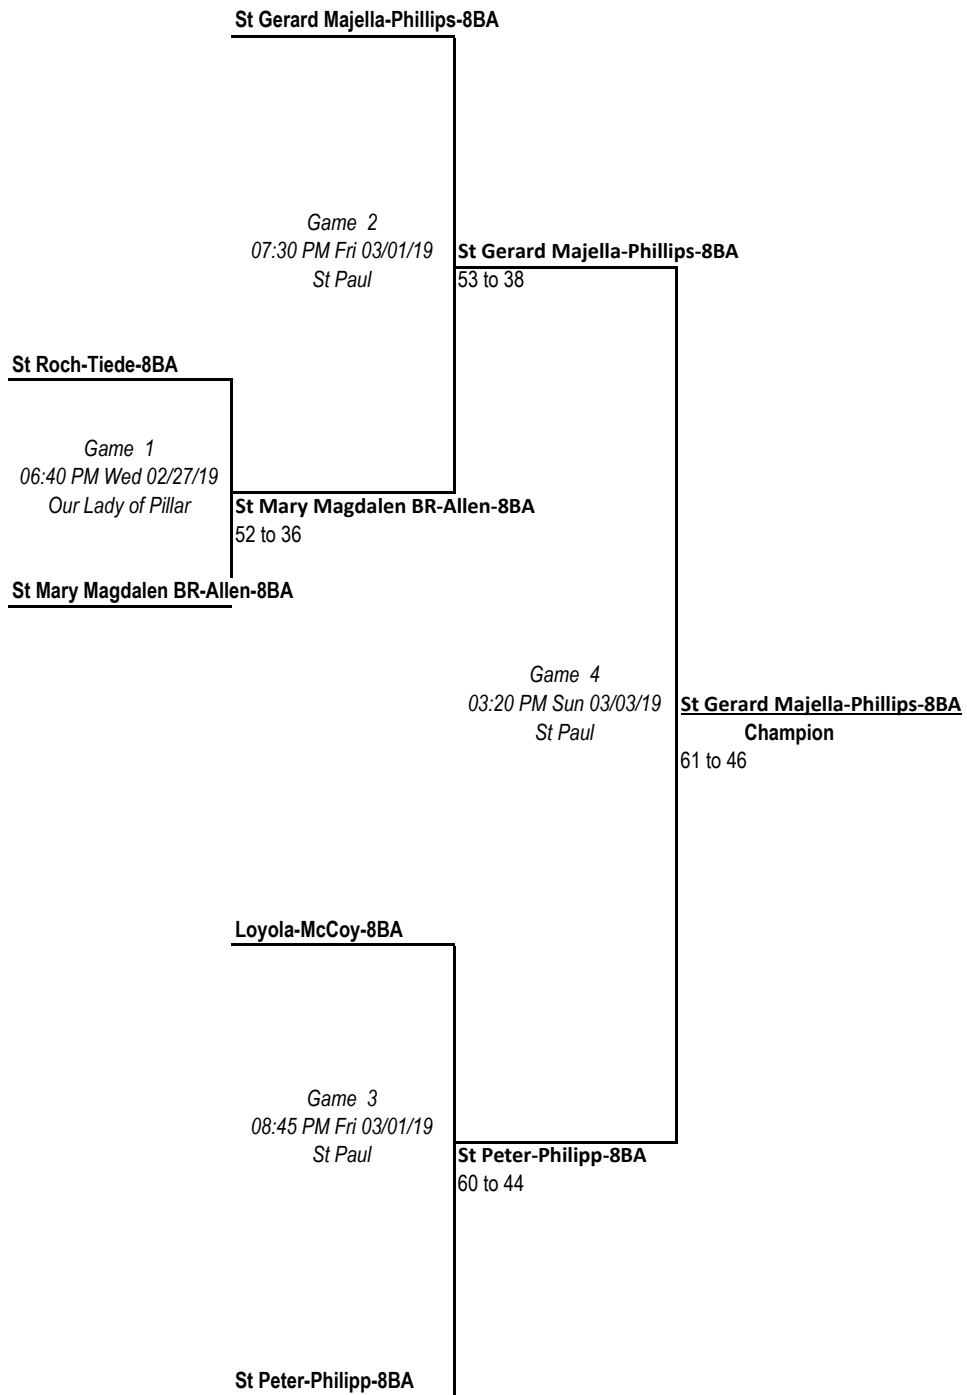 St Gerard Majella-Phillips-8BA
Game 2
07:30 PM Fri 03/01/19
St Paul
St Gerard Majella-Phillips-8BA
53 to 38
St Roch-Tiede-8BA
Game 1
06:40 PM Wed 02/27/19
Our Lady of Pillar
St Mary Magdalen BR-Allen-8BA
52 to 36
St Mary Magdalen BR-Allen-8BA
Game 4
03:20 PM Sun 03/03/19
St Paul
St Gerard Majella-Phillips-8BA
Champion
61 to 46
Loyola-McCoy-8BA
Game 3
08:45 PM Fri 03/01/19
St Paul
St Peter-Philipp-8BA
60 to 44
St Peter-Philipp-8BA